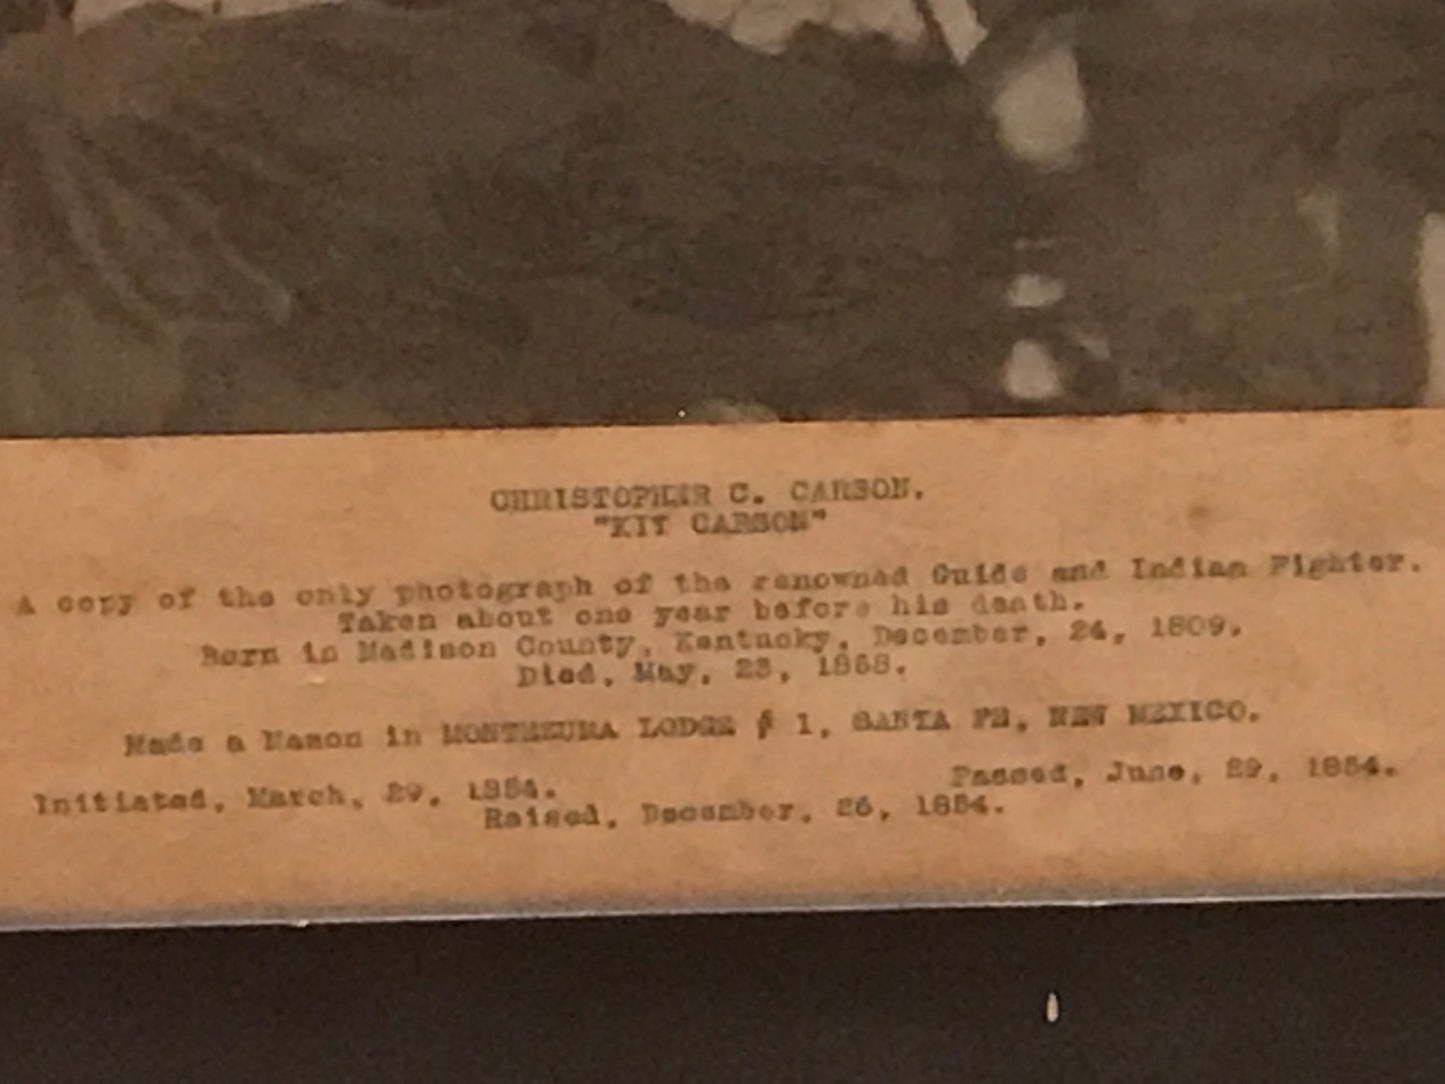 CHRISTOPHER C. CARSON.
"KIT CARSON"
A copy of the only photograph of the renowned Guide and Indian Fighter.
Taken about one year before his death.
Born in Madison County, Kentucky, December, 24, 1809,
Died, May, 23, 1868.
Made a Mason in MONTEZUMA LODGE # 1, SANTA FE, NEW MEXICO.
Initiated, March, 29, 1854. Passed, June, 29, 1854.
Raised, December, 26, 1854.